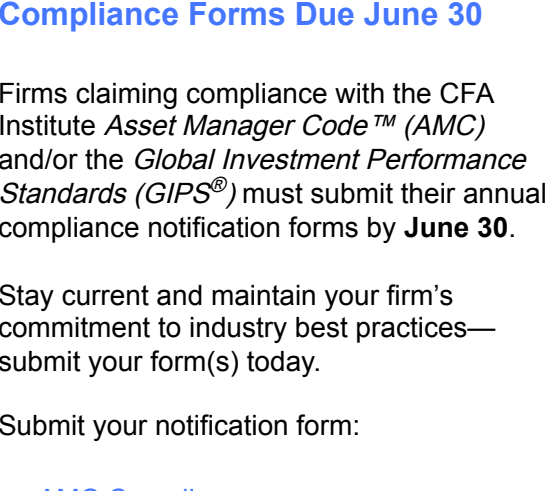 Compliance Forms Due June 30
Firms claiming compliance with the CFA
Institute Asset Manager Code™ (AMC)
and/or the Global Investment Performance
Standards (GIPS®) must submit their annual
compliance notification forms by June 30.
Stay current and maintain your firm's
commitment to industry best practices—
submit your form(s) today.
Submit your notification form:
AMC